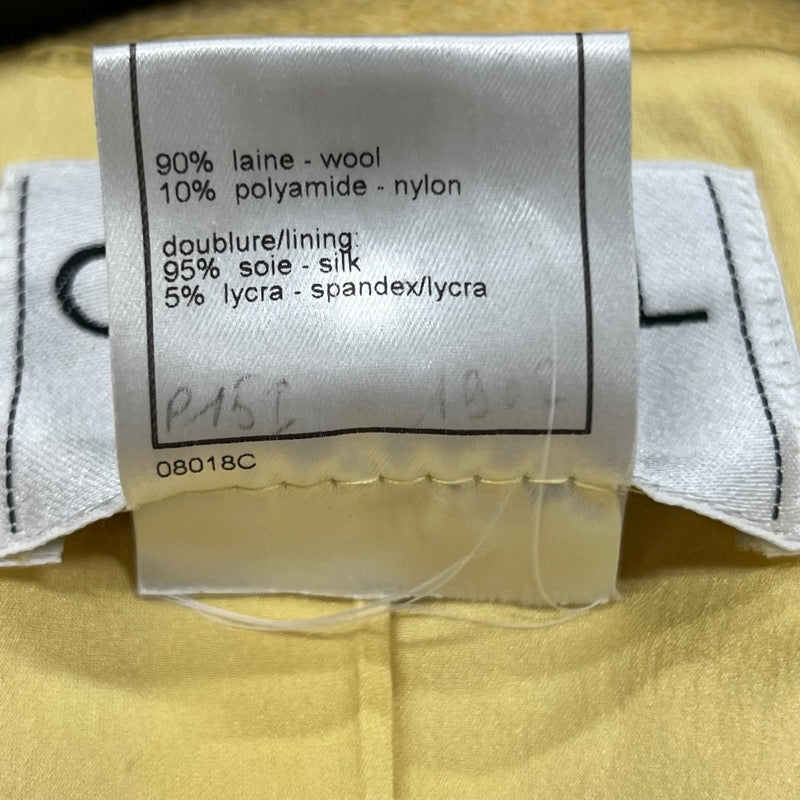 90% laine - wool
10% polyamide - nylon
doublure/lining:
95% soie - silk
5% lycra - spandex/lycra
08018C